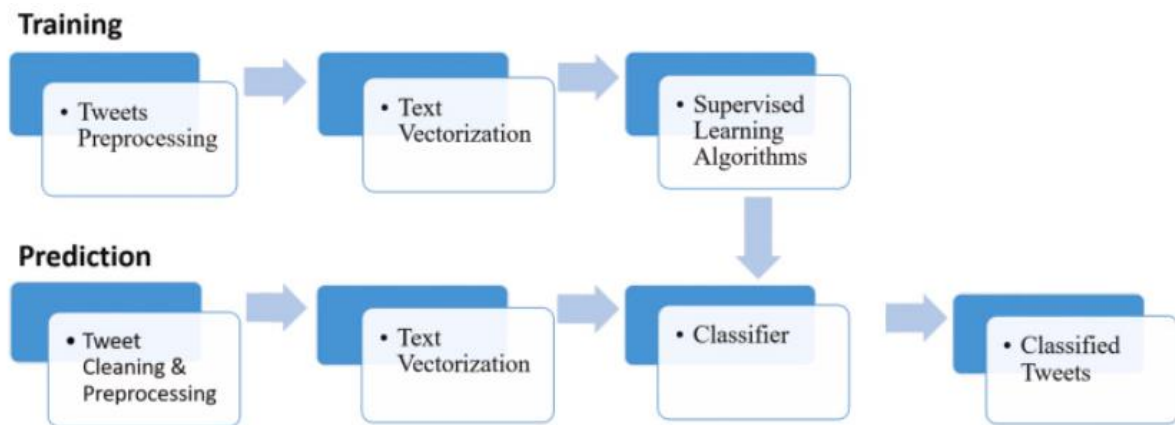 Training
• Tweets
Preprocessing
• Text
Vectorization
• Supervised
Learning
Algorithms
Prediction
• Tweet
Cleaning &
Preprocessing
• Text
Vectorization
• Classifier
• Classified
Tweets